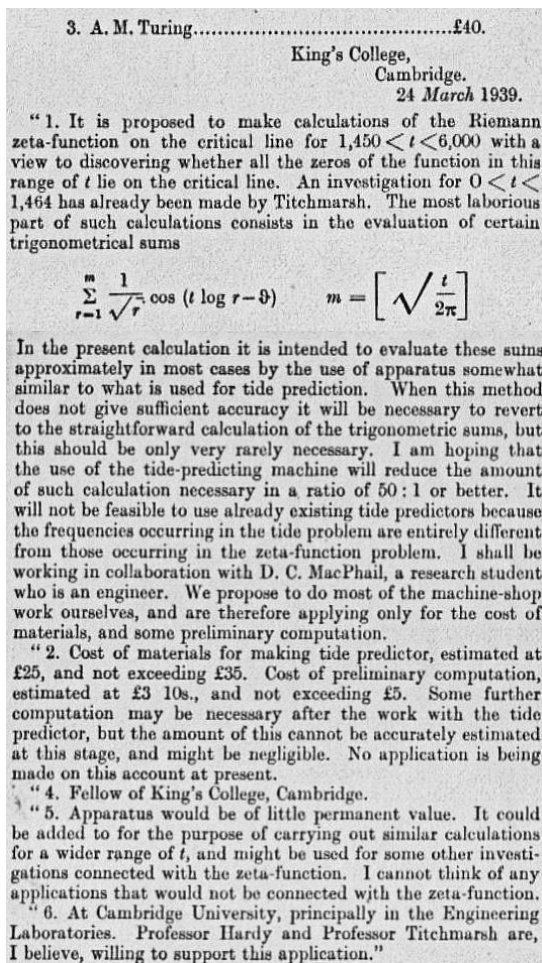 3. A. M. Turing................................................£40.
King's College,
Cambridge.
24 March 1939.
"1. It is proposed to make calculations of the Riemann
zeta-function on the critical line for 1,450 < t < 6,000 with a
view to discovering whether all the zeros of the function in this
range of t lie on the critical line. An investigation for 0 < t <
1,464 has already been made by Titchmarsh. The most laborious
part of such calculations consists in the evaluation of certain
trigonometrical sums
m Σ r=1 1/√r cos (t log r – ϑ) m = [√ t/2π]
In the present calculation it is intended to evaluate these sums
approximately in most cases by the use of apparatus somewhat
similar to what is used for tide prediction. When this method
does not give sufficient accuracy it will be necessary to revert
to the straightforward calculation of the trigonometric sums, but
this should be only very rarely necessary. I am hoping that
the use of the tide-predicting machine will reduce the amount
of such calculation necessary in a ratio of 50 : 1 or better. It
will not be feasible to use already existing tide predictors because
the frequencies occurring in the tide problem are entirely different
from those occurring in the zeta-function problem. I shall be
working in collaboration with D. C. MacPhail, a research student
who is an engineer. We propose to do most of the machine-shop
work ourselves, and are therefore applying only for the cost of
materials, and some preliminary computation.
"2. Cost of materials for making tide predictor, estimated at
£25, and not exceeding £35. Cost of preliminary computation,
estimated at £3 10s., and not exceeding £5. Some further
computation may be necessary after the work with the tide
predictor, but the amount of this cannot be accurately estimated
at this stage, and might be negligible. No application is being
made on this account at present.
"4. Fellow of King's College, Cambridge.
"5. Apparatus would be of little permanent value. It could
be added to for the purpose of carrying out similar calculations
for a wider range of t, and might be used for some other investi-
gations connected with the zeta-function. I cannot think of any
applications that would not be connected with the zeta-function.
"6. At Cambridge University, principally in the Engineering
Laboratories. Professor Hardy and Professor Titchmarsh are,
I believe, willing to support this application."